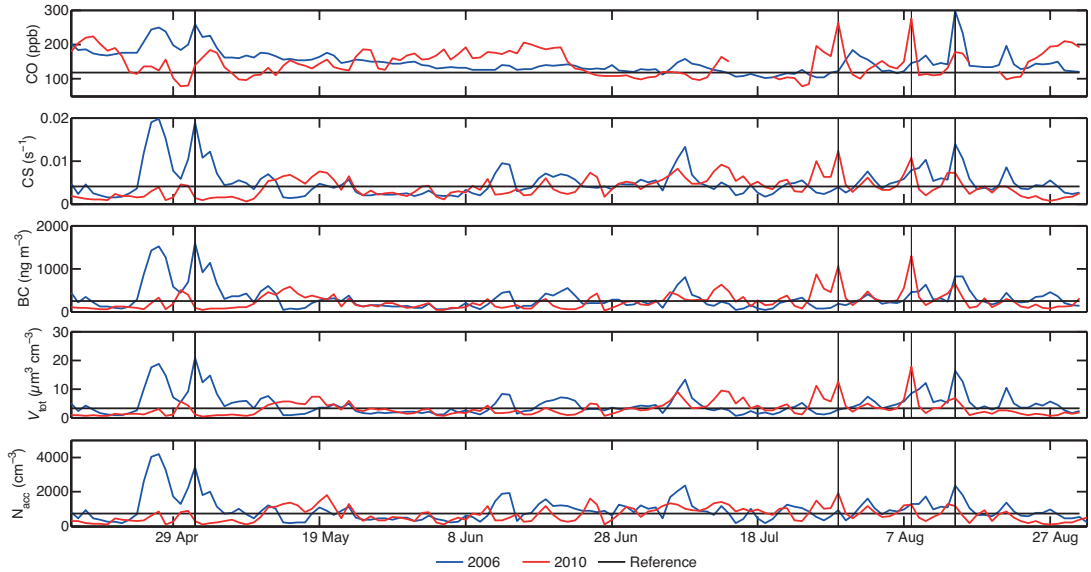 300
200
100
CO (ppb)
0.02
0.01
0
CS (s⁻¹)
2000
1000
0
BC (ng m⁻³)
30
20
10
0
V_tot (µm³ cm⁻³)
4000
2000
0
N_acc (cm⁻³)
29 Apr 19 May 8 Jun 28 Jun 18 Jul 7 Aug 27 Aug
2006 2010 Reference